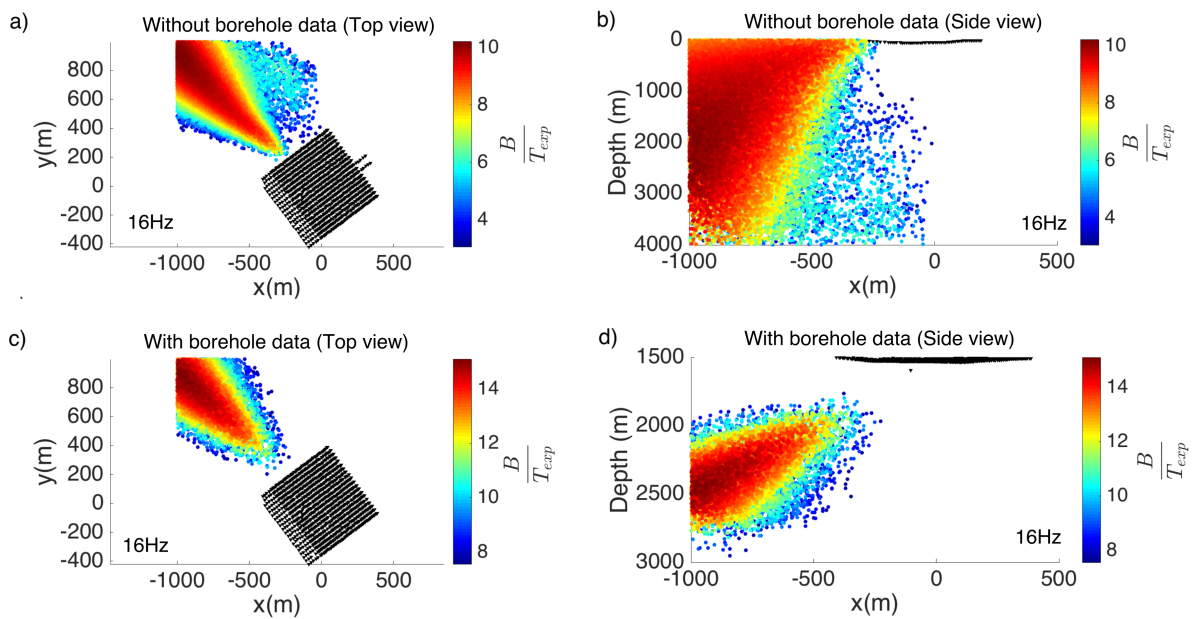 a)
Without borehole data (Top view)
800
600
400
200
0
-200
-400
y(m)
16Hz
-1000
-500
0
500
x(m)
10
8
6
4
B
T_exp
b)
Without borehole data (Side view)
0
1000
2000
3000
4000
Depth (m)
16Hz
-1000
-500
0
500
x(m)
10
8
6
4
B
T_exp
c)
With borehole data (Top view)
800
600
400
200
0
-200
-400
y(m)
16Hz
-1000
-500
0
500
x(m)
14
12
10
8
B
T_exp
d)
With borehole data (Side view)
1500
2000
2500
3000
Depth (m)
16Hz
-1000
-500
0
500
x(m)
14
12
10
8
B
T_exp